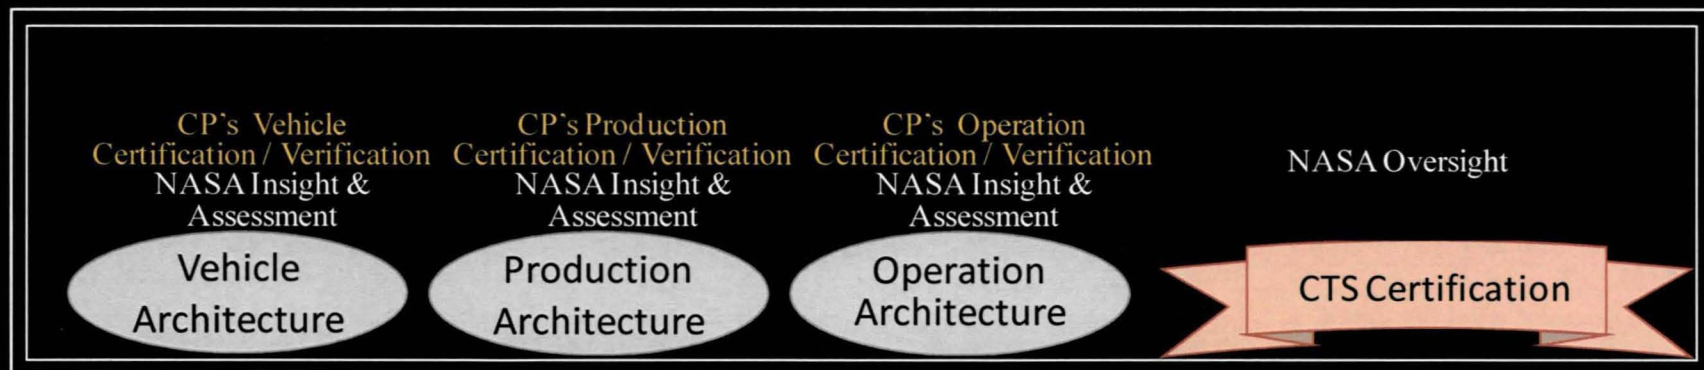 CP's Vehicle
Certification / Verification
NASA Insight &
Assessment
Vehicle
Architecture
CP's Production
Certification / Verification
NASA Insight &
Assessment
Production
Architecture
CP's Operation
Certification / Verification
NASA Insight &
Assessment
Operation
Architecture
NASA Oversight
CTS Certification